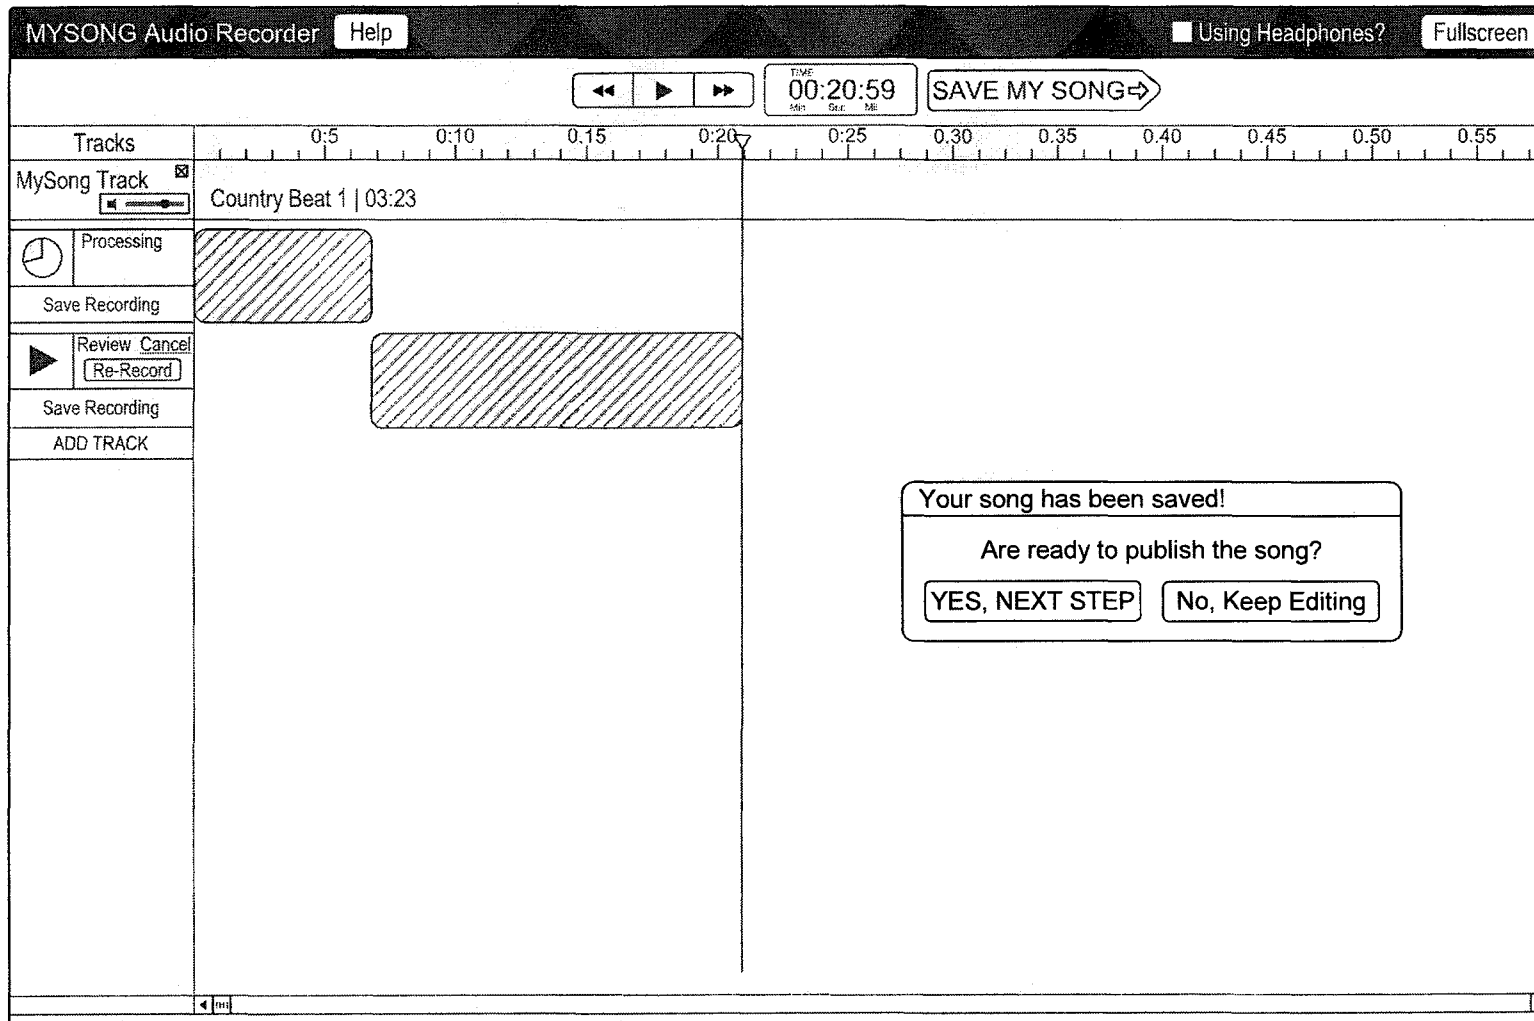 MYSONG Audio Recorder Help Using Headphones? Fullscreen
TIME
00:20:59 SAVE MY SONG
Min Sec Mil
Tracks 0:5 0:10 0.15 0:20 0:25 0.30 0.35 0.40 0.45 0.50 0.55
MySong Track
Country Beat 1 | 03:23
Processing
Save Recording
Review Cancel
Re-Record
Save Recording
ADD TRACK
Your song has been saved!
Are ready to publish the song?
YES, NEXT STEP No, Keep Editing